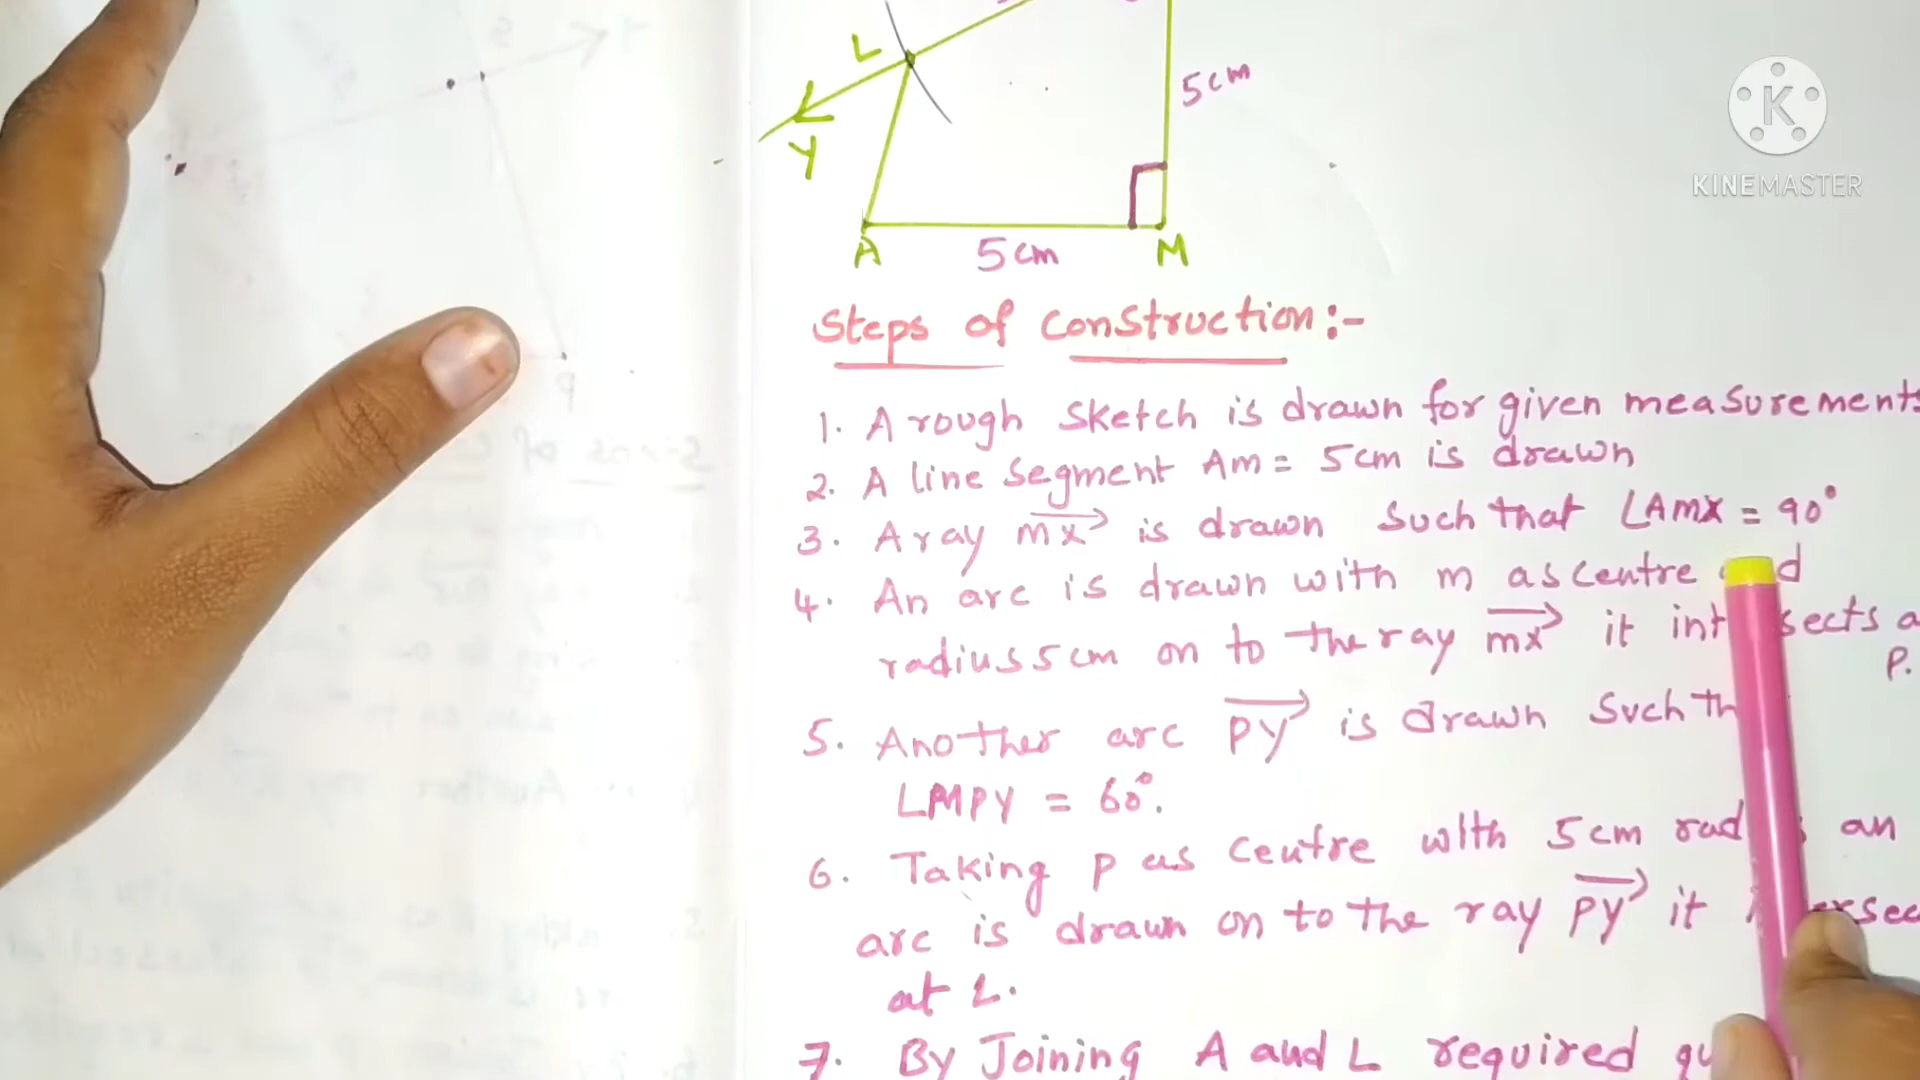 L
5cm
Y
A
5cm
M
Steps of Construction:-
1. A rough sketch is drawn for given measurements
2. A line segment AM = 5cm is drawn
3. A ray MX is drawn such that ∠AMX = 90°
4. An arc is drawn with M as centre
radius 5cm on to the ray MX it intersects
P.
5. Another arc PY is drawn such
∠MPY = 60°.
6. Taking P as centre with 5cm an
arc is drawn on to the ray PY it
at L.
7. By Joining A and L required
K
KINEMASTER